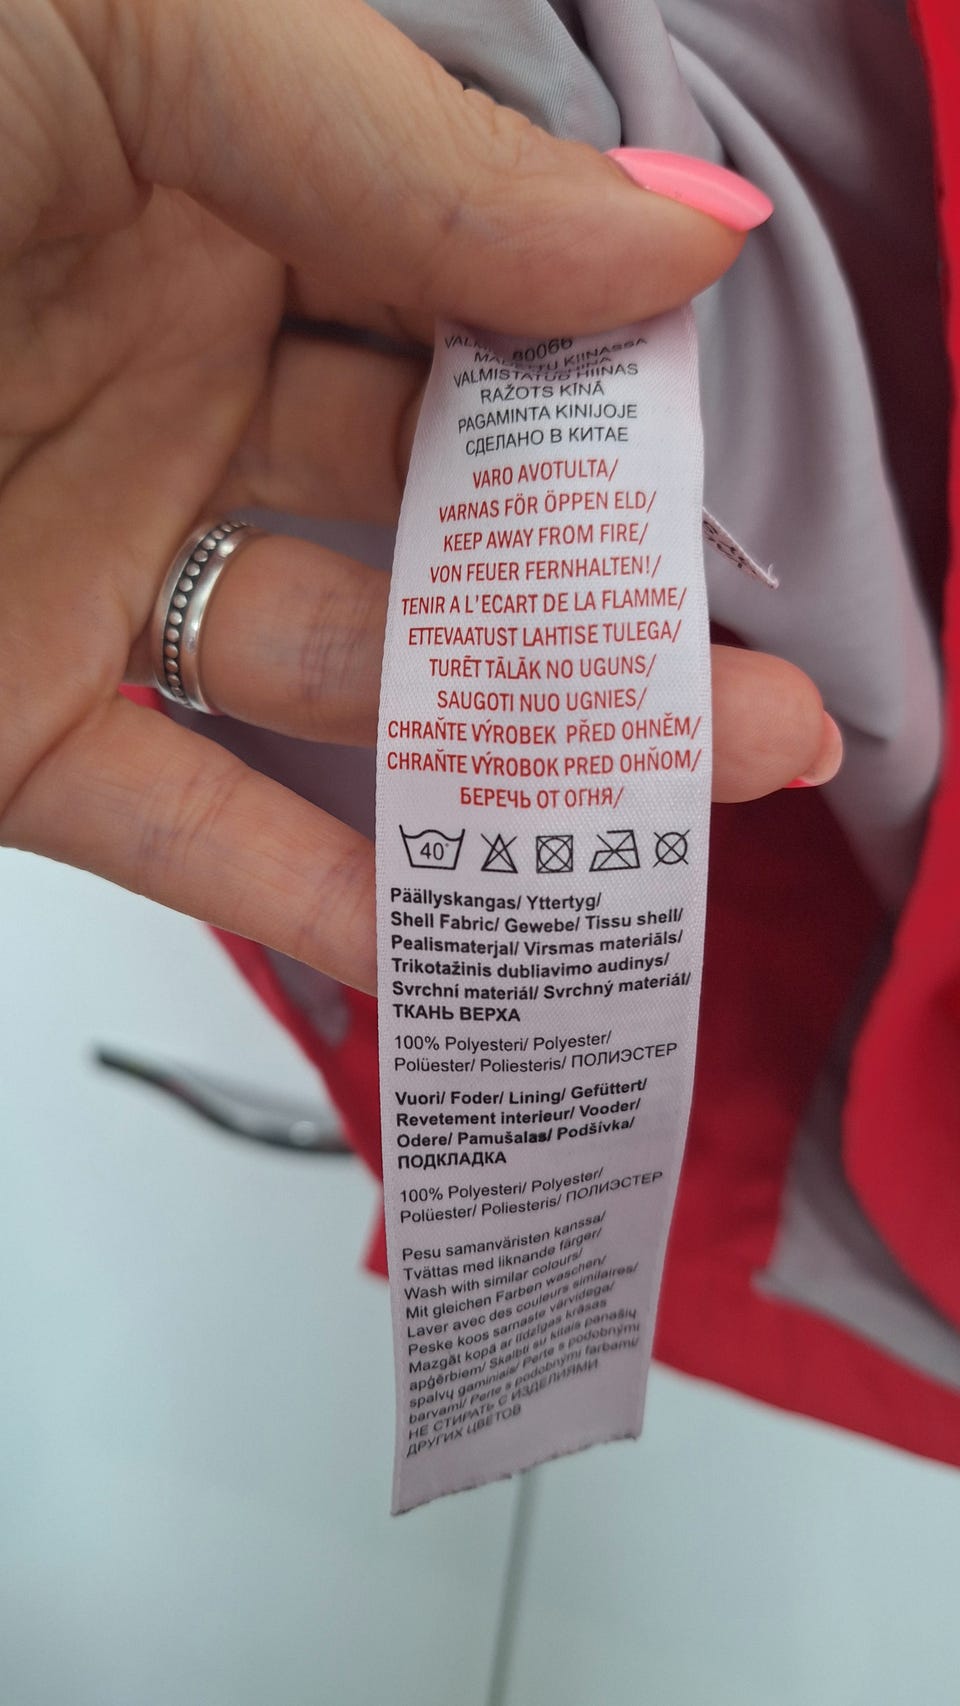 80066
VALMISTATUD HIINAS
RAŽOTS ĶĪNĀ
PAGAMINTA KINIJOJE
СДЕЛАНО В КИТАЕ
VARO AVOTULTA/
VARNAS FÖR ÖPPEN ELD/
KEEP AWAY FROM FIRE/
VON FEUER FERNHALTEN!/
TENIR A L'ECART DE LA FLAMME/
ETTEVAATUST LAHTISE TULEGA/
TURĒT TĀLĀK NO UGUNS/
SAUGOTI NUO UGNIES/
CHRAŇTE VÝROBEK PŘED OHNĚM/
CHRAŇTE VÝROBOK PRED OHŇOM/
БЕРЕЧЬ ОТ ОГНЯ/
40°
Päällyskangas/ Yttertyg/
Shell Fabric/ Gewebe/ Tissu shell/
Pealismaterjal/ Virsmas materiāls/
Trikotažinis dubliavimo audinys/
Svrchní materiál/ Svrchný materiál/
ТКАНЬ ВЕРХА
100% Polyesteri/ Polyester/
Polüester/ Poliesteris/ ПОЛИЭСТЕР
Vuori/ Foder/ Lining/ Gefüttert/
Revetement interieur/ Vooder/
Odere/ Pamušalas/ Podšívka/
ПОДКЛАДКА
100% Polyesteri/ Polyester/
Polüester/ Poliesteris/ ПОЛИЭСТЕР
Pesu samanväristen kanssa/
Tvättas med liknande färger/
Wash with similar colours/
Mit gleichen Farben waschen/
Laver avec des couleurs similaires/
Peske koos sarnaste värvidega/
Mazgāt kopā ar līdzīgas krāsas
apģērbiem/ Skalbti su kitais panašių
spalvų gaminiais/ Perte s podobnými
barvami/ Perte s podobnými farbamu/
НЕ СТИРАТЬ С ИЗДЕЛИЯМИ
ДРУГИХ ЦВЕТОВ